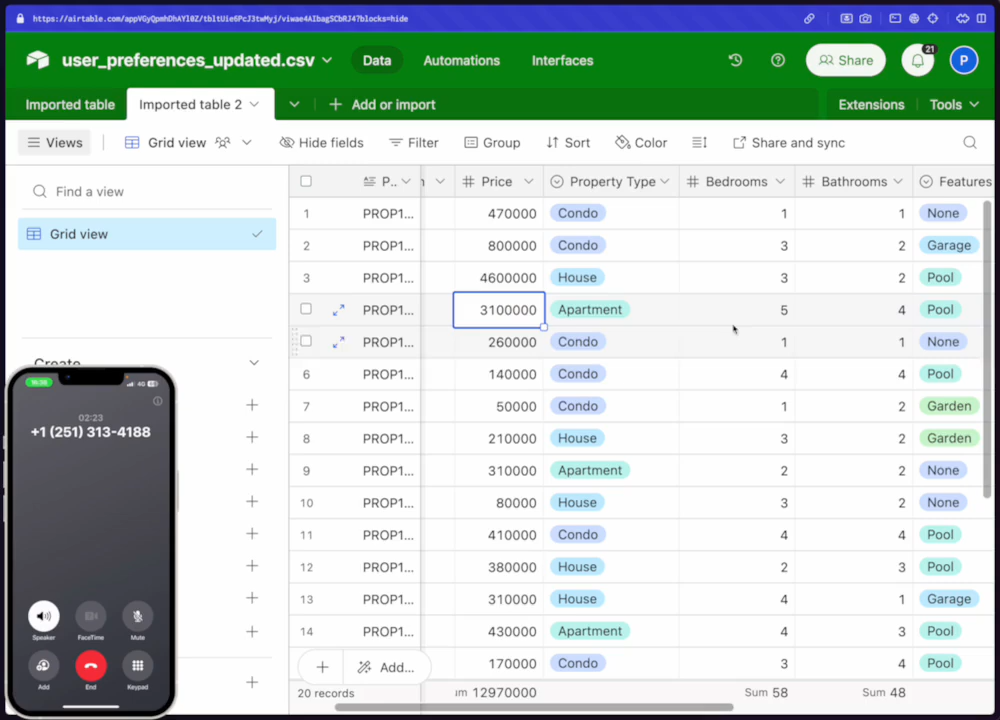 https://airtable.com/appVGyQpmhDhAYl0Z/tbltUie6PcJ3twMyj/viwae4AIbagSCbRJ4?blocks=hide
user_preferences_updated.csv
Data
Automations
Interfaces
Share
21
P
Imported table
Imported table 2
Add or import
Extensions
Tools
Views
Grid view
Hide fields
Filter
Group
Sort
Color
Share and sync
Find a view
Grid view
Create
P..
Price
Property Type
Bedrooms
Bathrooms
Features
1 PROP1... 470000 Condo 1 1 None
2 PROP1... 800000 Condo 3 2 Garage
3 PROP1... 4600000 House 3 2 Pool
PROP1... 3100000 Apartment 5 4 Pool
PROP1... 260000 Condo 1 1 None
6 PROP1... 140000 Condo 4 4 Pool
7 PROP1... 50000 Condo 1 2 Garden
8 PROP1... 210000 House 3 2 Garden
9 PROP1... 310000 Apartment 2 2 None
10 PROP1... 80000 House 3 2 None
11 PROP1... 410000 Condo 4 4 Pool
12 PROP1... 380000 House 2 3 Pool
13 PROP1... 310000 House 4 1 Garage
14 PROP1... 430000 Apartment 4 3 Pool
PROP1... 170000 Condo 3 4 Pool
Add...
20 records
12970000
Sum 58
Sum 48
4G
02:23
+1 (251) 313-4188
Speaker
FaceTime
Mute
Add
End
Keypad